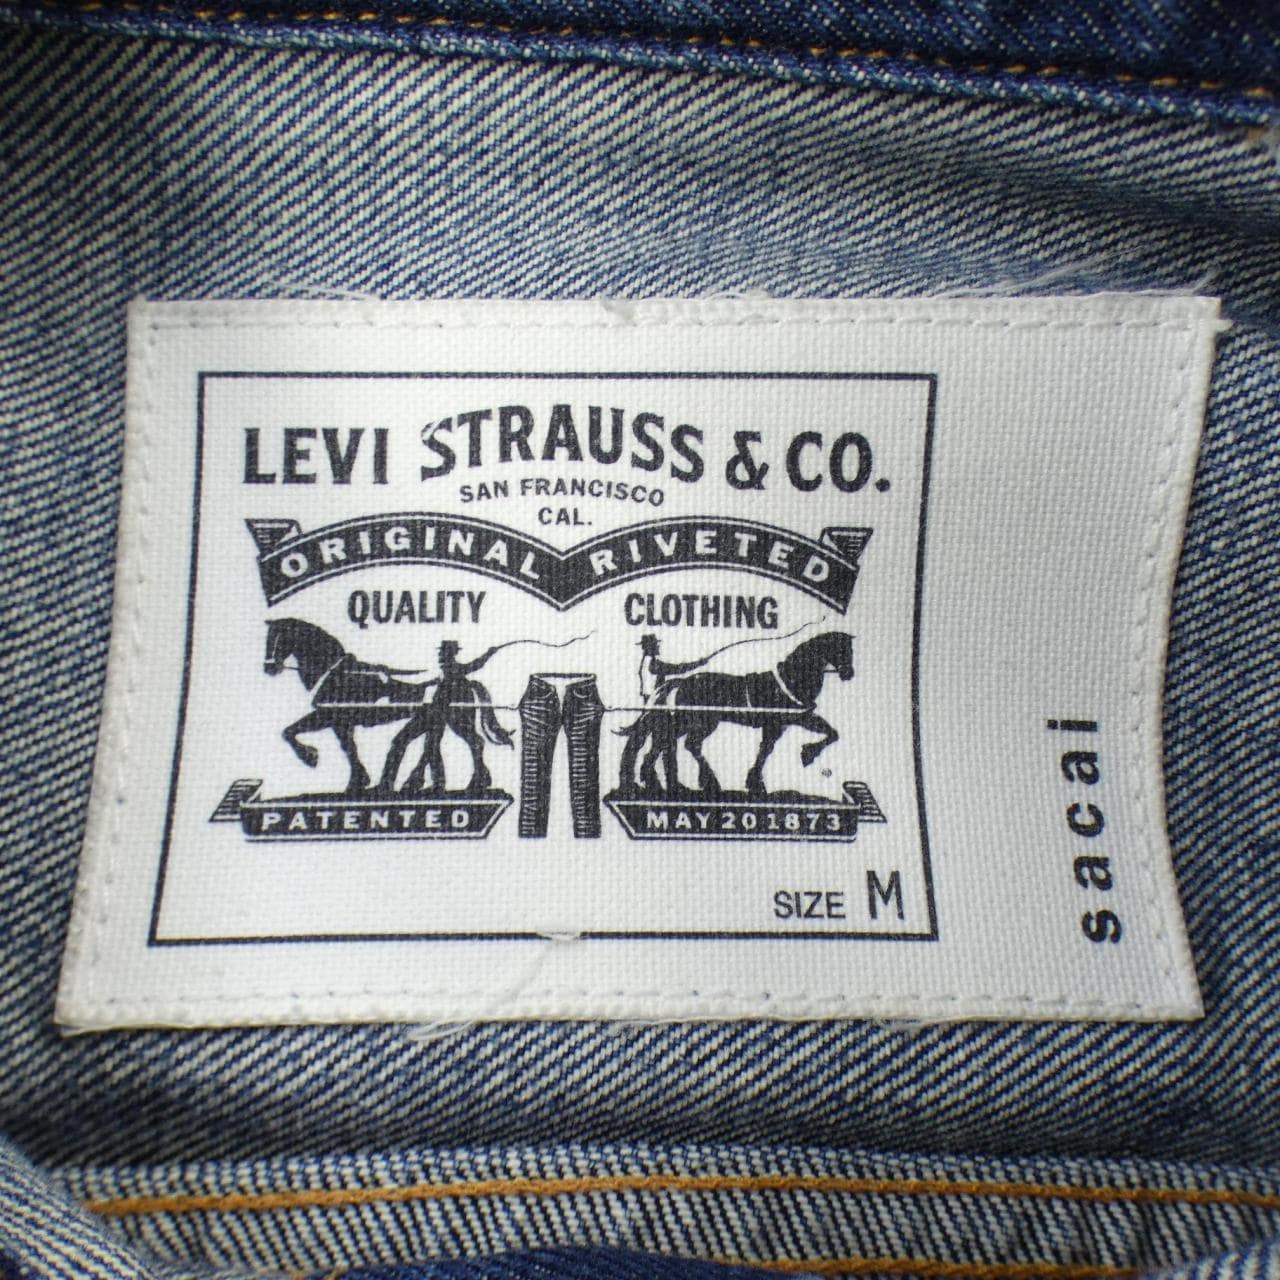 LEVI STRAUSS & CO.
SAN FRANCISCO
CAL.
ORIGINAL RIVETED
QUALITY CLOTHING
PATENTED MAY 20 1873
SIZE M
sacai